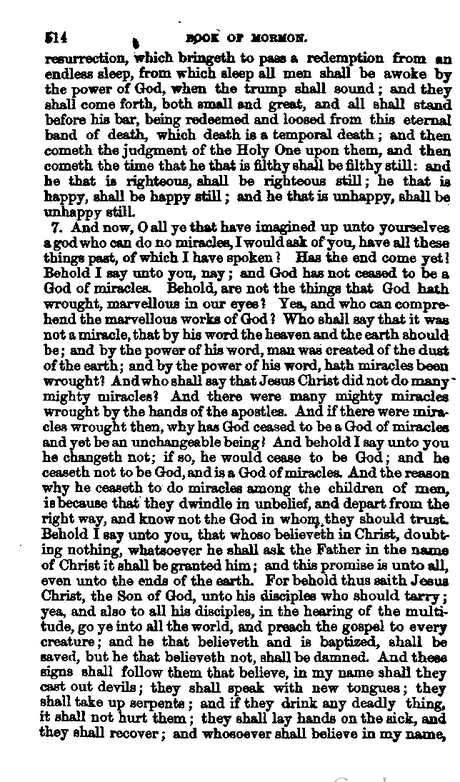 514 BOOK OF MORMON.
resurrection, which bringeth to pass a redemption from an
endless sleep, from which sleep all men shall be awoke by
the power of God, when the trump shall sound; and they
shall come forth, both small and great, and all shall stand
before his bar, being redeemed and loosed from this eternal
band of death, which death is a temporal death; and then
cometh the judgment of the Holy One upon them, and then
cometh the time that he that is filthy shall be filthy still: and
he that is righteous, shall be righteous still; he that is
happy, shall be happy still; and he that is unhappy, shall be
unhappy still.
7. And now, O all ye that have imagined up unto yourselves
a god who can do no miracles, I would ask of you, have all these
things past, of which I have spoken? Has the end come yet?
Behold I say unto you, nay; and God has not ceased to be a
God of miracles. Behold, are not the things that God hath
wrought, marvellous in our eyes? Yea, and who can compre-
hend the marvellous works of God? Who shall say that it was
not a miracle, that by his word the heaven and the earth should
be; and by the power of his word, man was created of the dust
of the earth; and by the power of his word, hath miracles been
wrought? And who shall say that Jesus Christ did not do many
mighty miracles? And there were many mighty miracles
wrought by the hands of the apostles. And if there were mira-
cles wrought then, why has God ceased to be a God of miracles
and yet be an unchangeable being? And behold I say unto you
he changeth not; if so, he would cease to be God; and he
ceaseth not to be God, and is a God of miracles. And the reason
why he ceaseth to do miracles among the children of men,
is because that they dwindle in unbelief, and depart from the
right way, and know not the God in whom they should trust.
Behold I say unto you, that whoso believeth in Christ, doubt-
ing nothing, whatsoever he shall ask the Father in the name
of Christ it shall be granted him; and this promise is unto all,
even unto the ends of the earth. For behold thus saith Jesus
Christ, the Son of God, unto his disciples who should tarry;
yea, and also to all his disciples, in the hearing of the multi-
tude, go ye into all the world, and preach the gospel to every
creature; and he that believeth and is baptized, shall be
saved, but he that believeth not, shall be damned. And these
signs shall follow them that believe, in my name shall they
cast out devils; they shall speak with new tongues; they
shall take up serpents; and if they drink any deadly thing,
it shall not hurt them; they shall lay hands on the sick, and
they shall recover; and whosoever shall believe in my name,